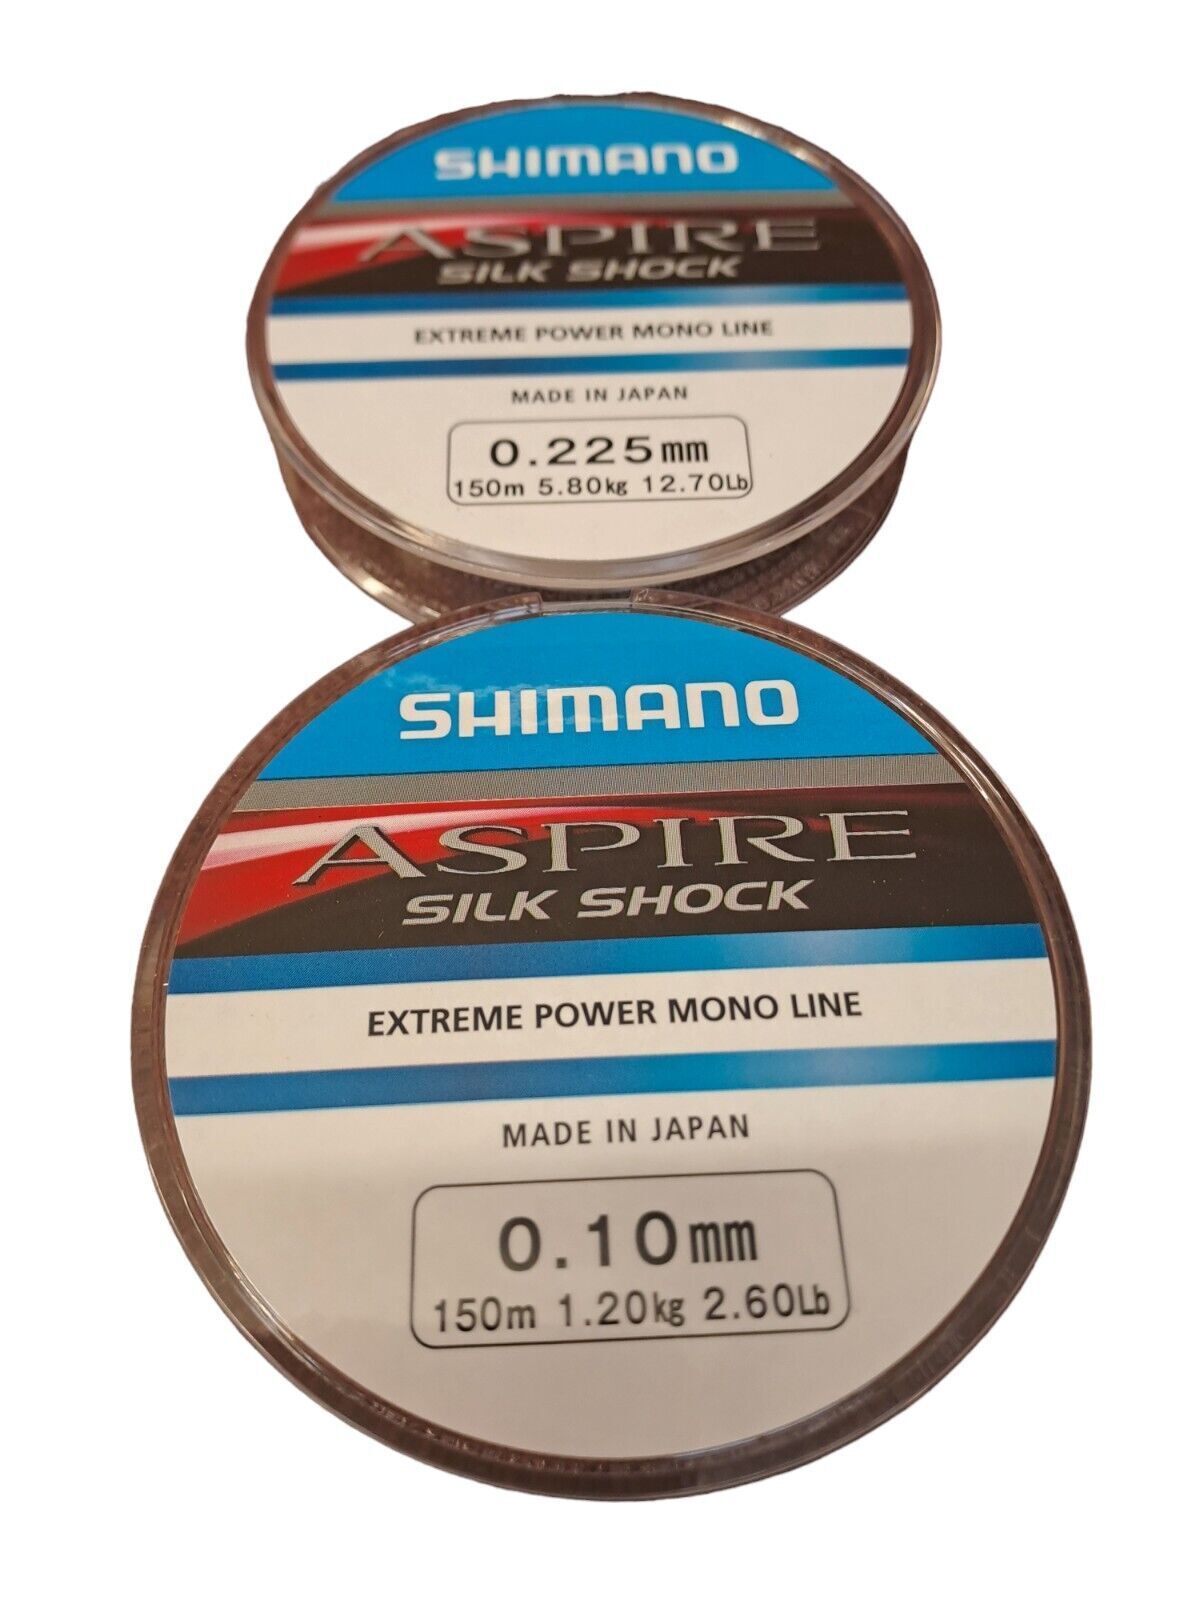 SHIMANO
ASPIRE
SILK SHOCK
EXTREME POWER MONO LINE
MADE IN JAPAN
0.225mm
150m 5.80kg 12.70Lb
SHIMANO
ASPIRE
SILK SHOCK
EXTREME POWER MONO LINE
MADE IN JAPAN
0.10mm
150m 1.20kg 2.60Lb